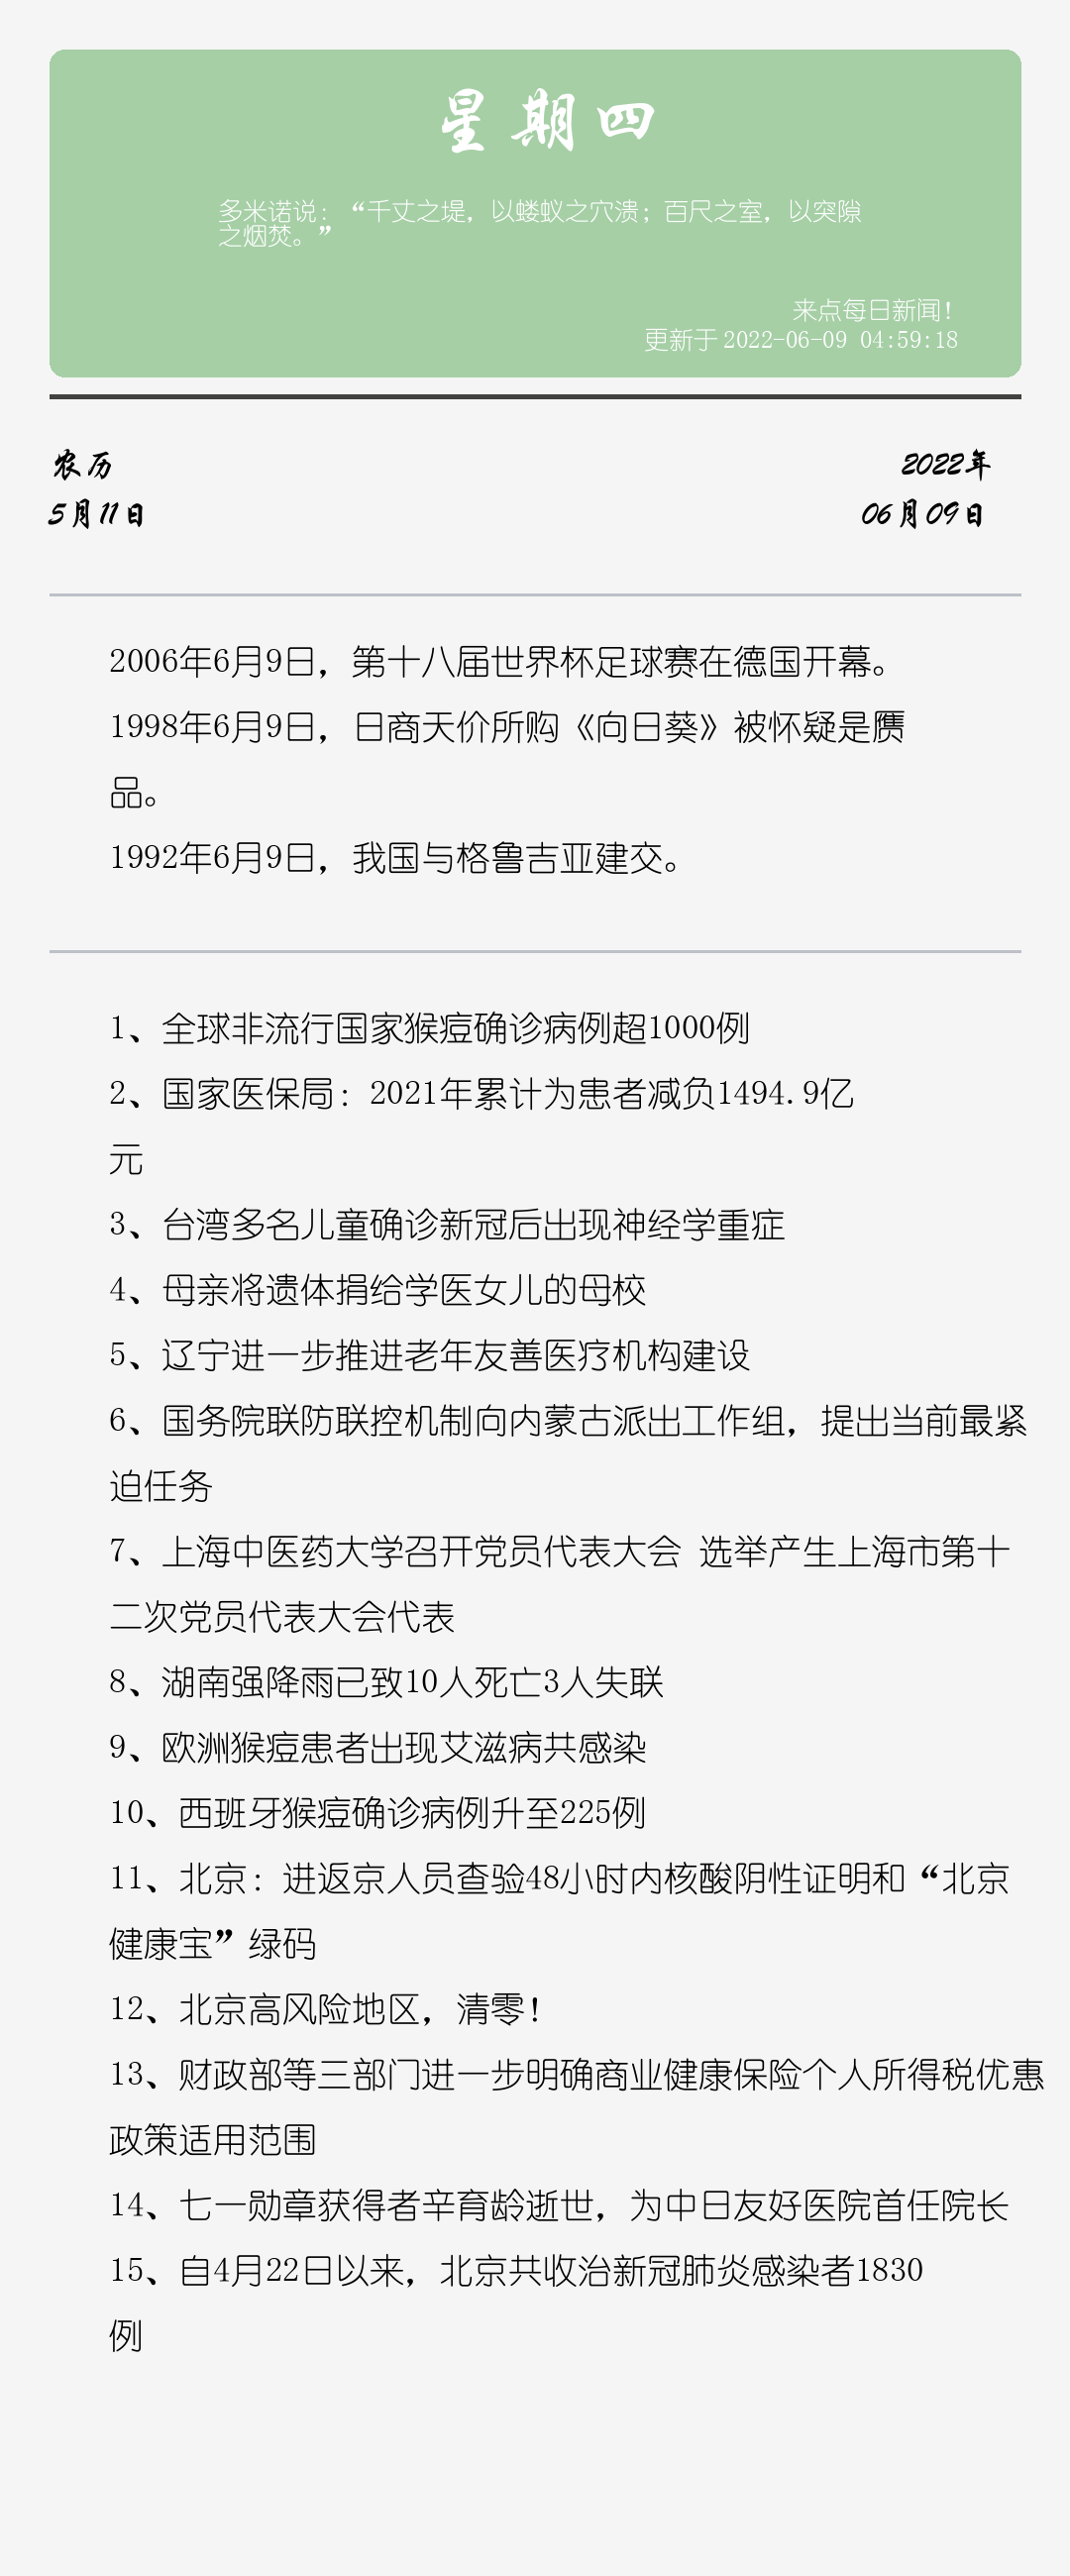 星期四
多米诺说：“千丈之堤，以蝼蚁之穴溃；百尺之室，以突隙
之烟焚。”
来点每日新闻！
更新于 2022-06-09 04:59:18
农历
2022年
5月11日
06月09日
2006年6月9日，第十八届世界杯足球赛在德国开幕。
1998年6月9日，日商天价所购《向日葵》被怀疑是赝
品。
1992年6月9日，我国与格鲁吉亚建交。
1、全球非流行国家猴痘确诊病例超1000例
2、国家医保局：2021年累计为患者减负1494.9亿
元
3、台湾多名儿童确诊新冠后出现神经学重症
4、母亲将遗体捐给学医女儿的母校
5、辽宁进一步推进老年友善医疗机构建设
6、国务院联防联控机制向内蒙古派出工作组，提出当前最紧
迫任务
7、上海中医药大学召开党员代表大会 选举产生上海市第十
二次党员代表大会代表
8、湖南强降雨已致10人死亡3人失联
9、欧洲猴痘患者出现艾滋病共感染
10、西班牙猴痘确诊病例升至225例
11、北京：进返京人员查验48小时内核酸阴性证明和“北京
健康宝”绿码
12、北京高风险地区，清零！
13、财政部等三部门进一步明确商业健康保险个人所得税优惠
政策适用范围
14、七一勋章获得者辛育龄逝世，为中日友好医院首任院长
15、自4月22日以来，北京共收治新冠肺炎感染者1830
例